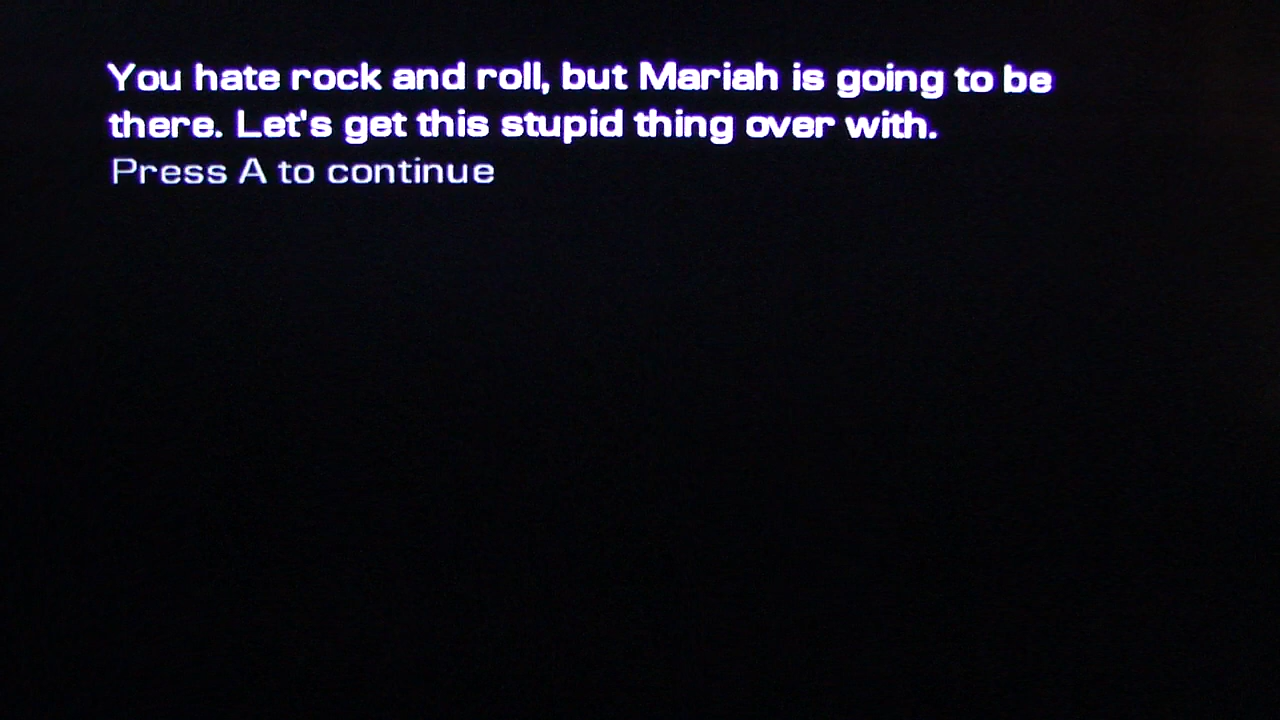 You hate rock and roll, but Mariah is going to be
there. Let's get this stupid thing over with.
Press A to continue